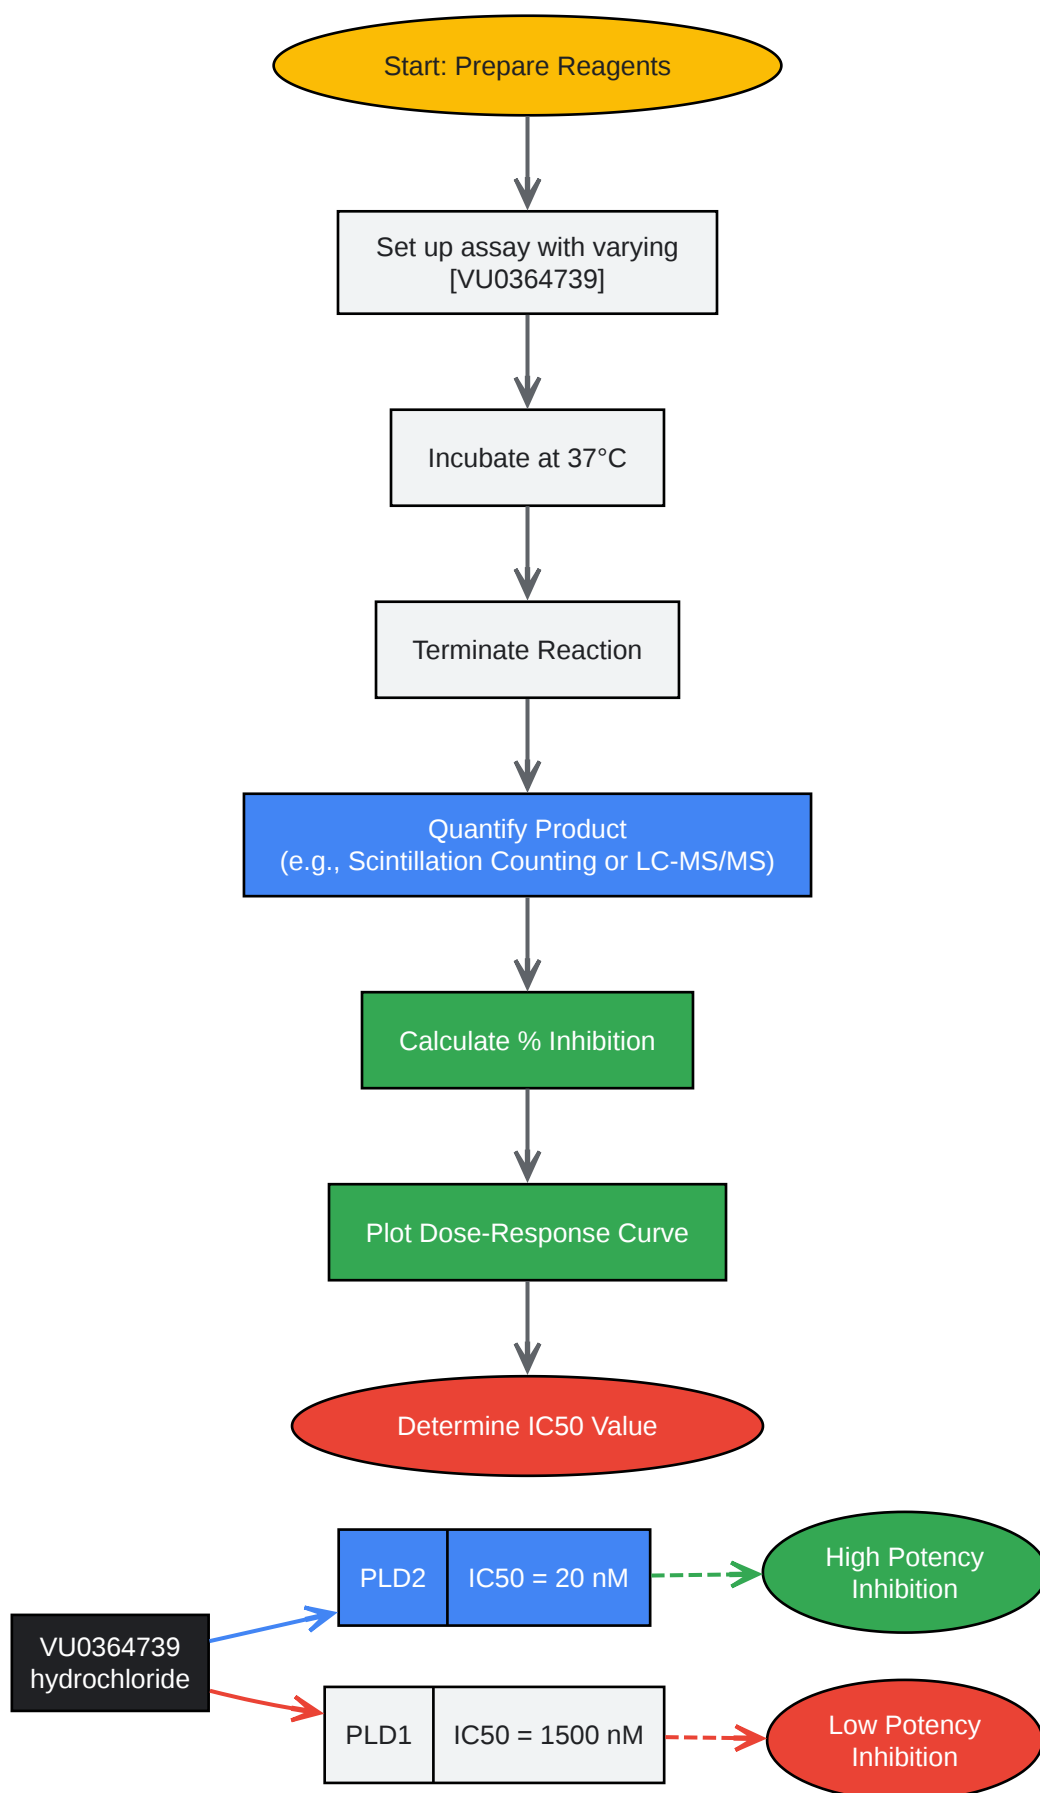 Start: Prepare Reagents
Set up assay with varying
[VU0364739]
Incubate at 37°C
Terminate Reaction
Quantify Product
(e.g., Scintillation Counting or LC-MS/MS)
Calculate % Inhibition
Plot Dose-Response Curve
Determine IC50 Value
VU0364739
hydrochloride
PLD2
IC50 = 20 nM
High Potency
Inhibition
PLD1
IC50 = 1500 nM
Low Potency
Inhibition